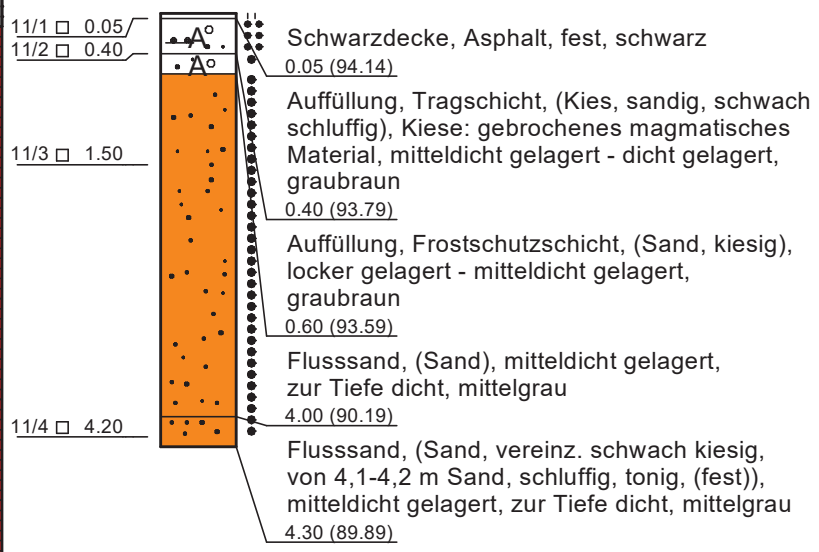 11/1 □ 0.05
11/2 □ 0.40
11/3 □ 1.50
11/4 □ 4.20
A
A
Schwarzdecke, Asphalt, fest, schwarz
0.05 (94.14)
Auffüllung, Tragschicht, (Kies, sandig, schwach
schluffig), Kiese: gebrochenes magmatisches
Material, mitteldicht gelagert - dicht gelagert,
graubraun
0.40 (93.79)
Auffüllung, Frostschutzschicht, (Sand, kiesig),
locker gelagert - mitteldicht gelagert,
graubraun
0.60 (93.59)
Flusssand, (Sand), mitteldicht gelagert,
zur Tiefe dicht, mittelgrau
4.00 (90.19)
Flusssand, (Sand, vereinz. schwach kiesig,
von 4,1-4,2 m Sand, schluffig, tonig, (fest)),
mitteldicht gelagert, zur Tiefe dicht, mittelgrau
4.30 (89.89)